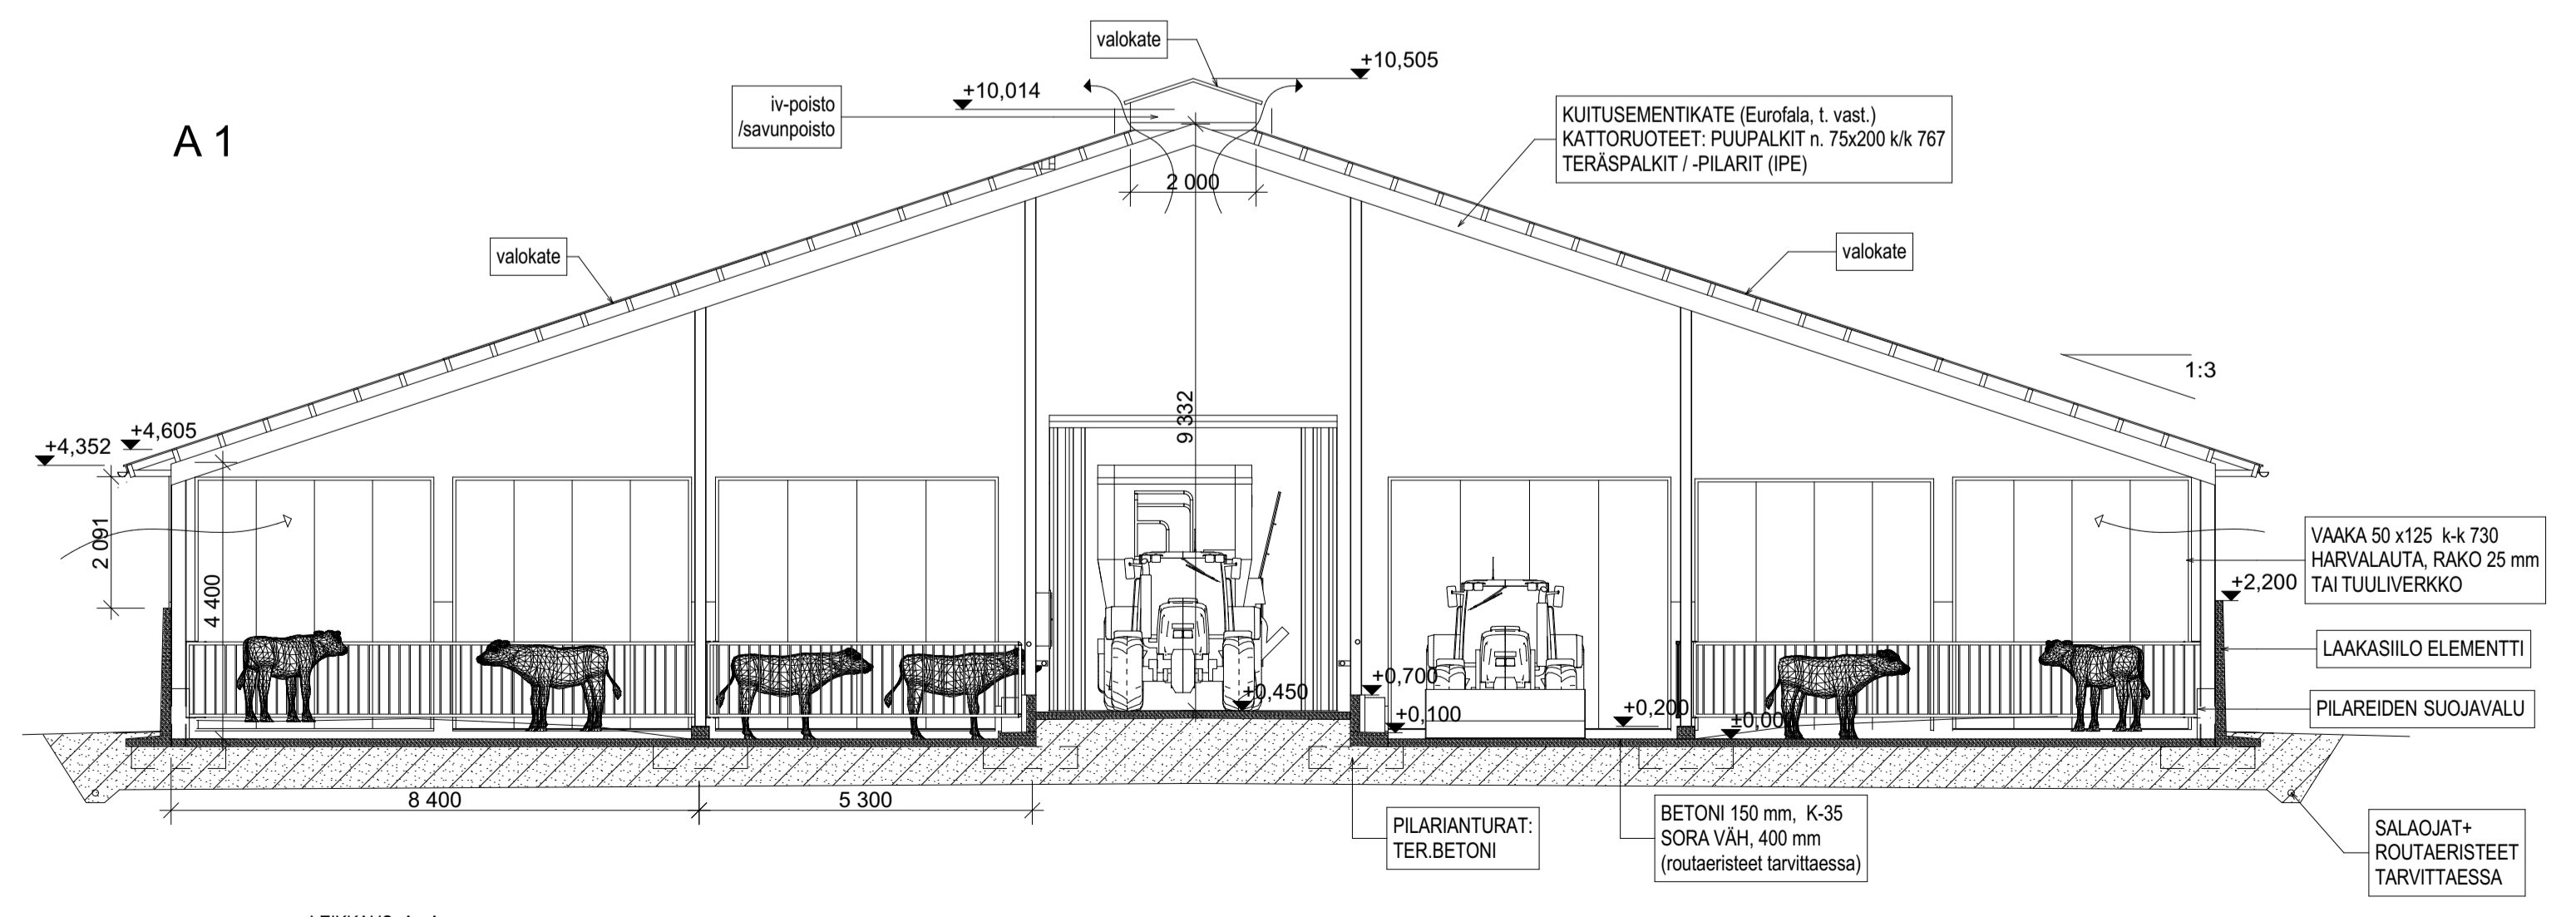 valokate
+10,505
+10,014
iv-poisto
/savunpoisto
A 1
KUITUSEMENTIKATE (Eurofala, t. vast.)
KATTORUOTEET: PUUPALKIT n. 75x200 k/k 767
TERÄSPALKIT / -PILARIT (IPE)
2 000
valokate
valokate
1:3
9 332
+4,605
+4,352
2 091
4 400
VAAKA 50 x125 k-k 730
HARVALAUTA, RAKO 25 mm
TAI TUULIVERKKO
+2,200
LAAKASIILO ELEMENTTI
PILAREIDEN SUOJAVALU
+0,700
+0,450
+0,100
+0,200
±0,000
8 400
5 300
PILARIANTURAT:
TER.BETONI
BETONI 150 mm, K-35
SORA VÄH, 400 mm
(routaeristeet tarvittaessa)
SALAOJAT+
ROUTAERISTEET
TARVITTAESSA